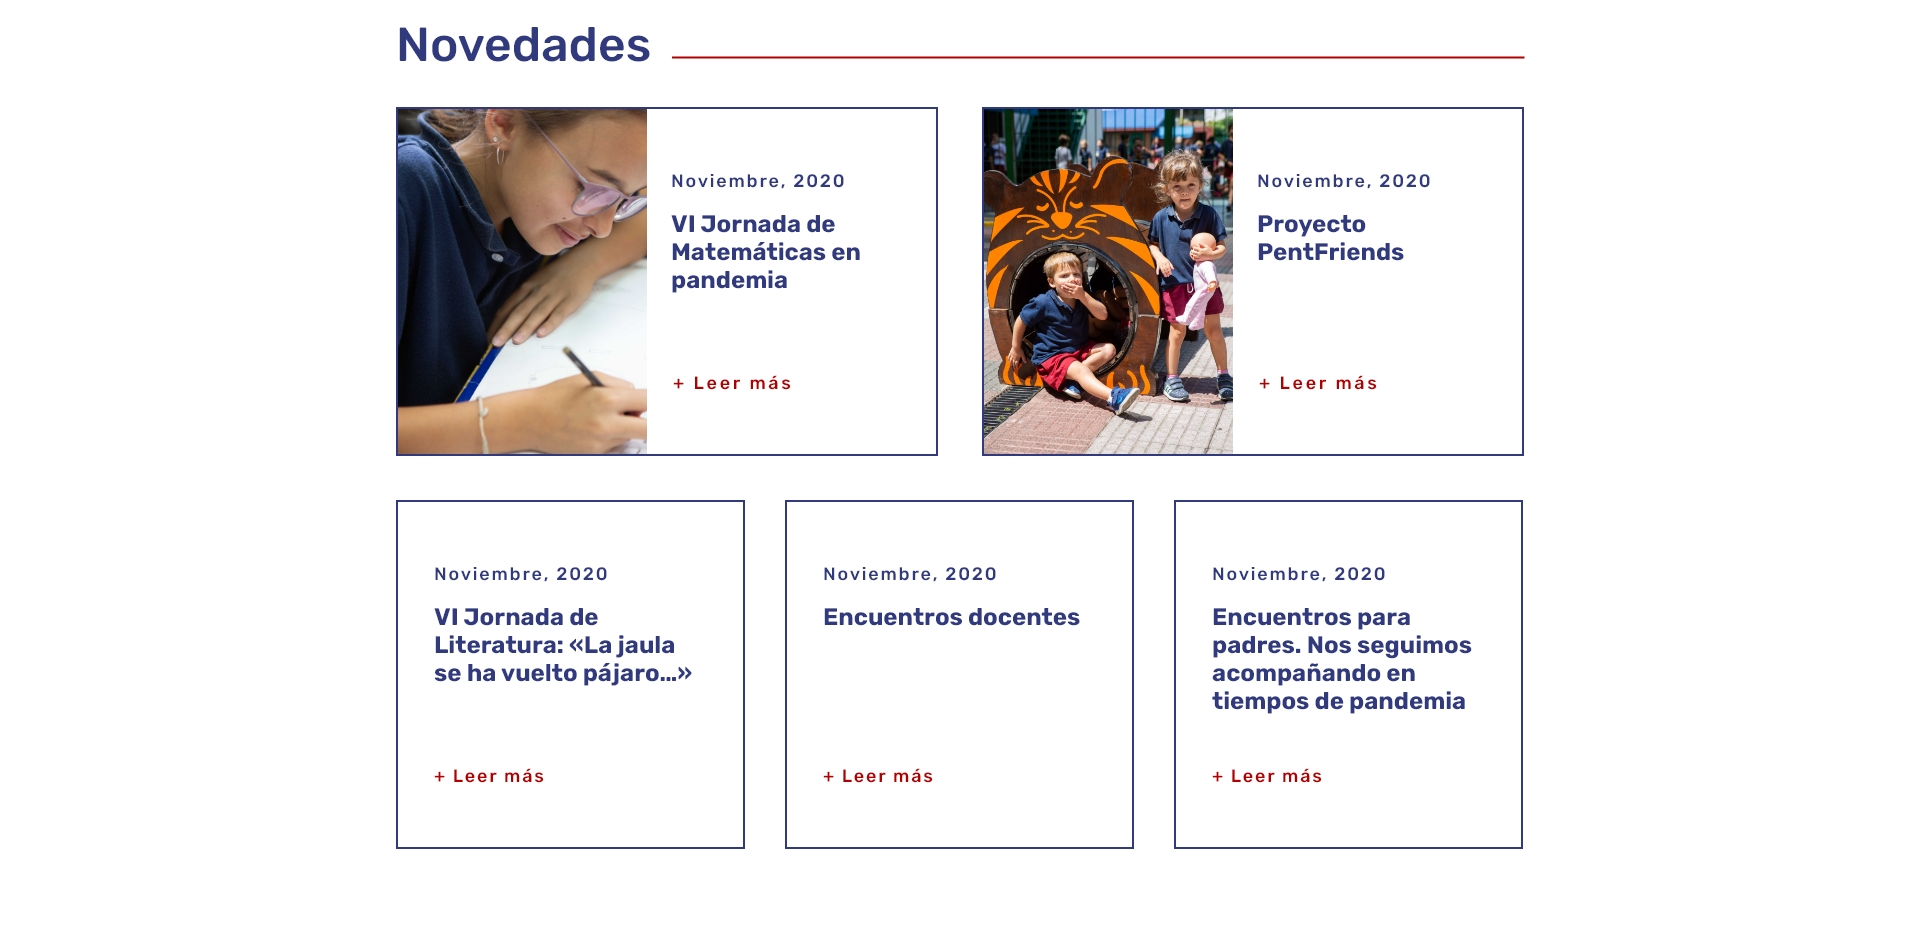 Novedades
Noviembre, 2020
VI Jornada de
Matemáticas en
pandemia
+ Leer más
Noviembre, 2020
Proyecto
PentFriends
+ Leer más
Noviembre, 2020
VI Jornada de
Literatura: «La jaula
se ha vuelto pájaro…»
+ Leer más
Noviembre, 2020
Encuentros docentes
+ Leer más
Noviembre, 2020
Encuentros para
padres. Nos seguimos
acompañando en
tiempos de pandemia
+ Leer más